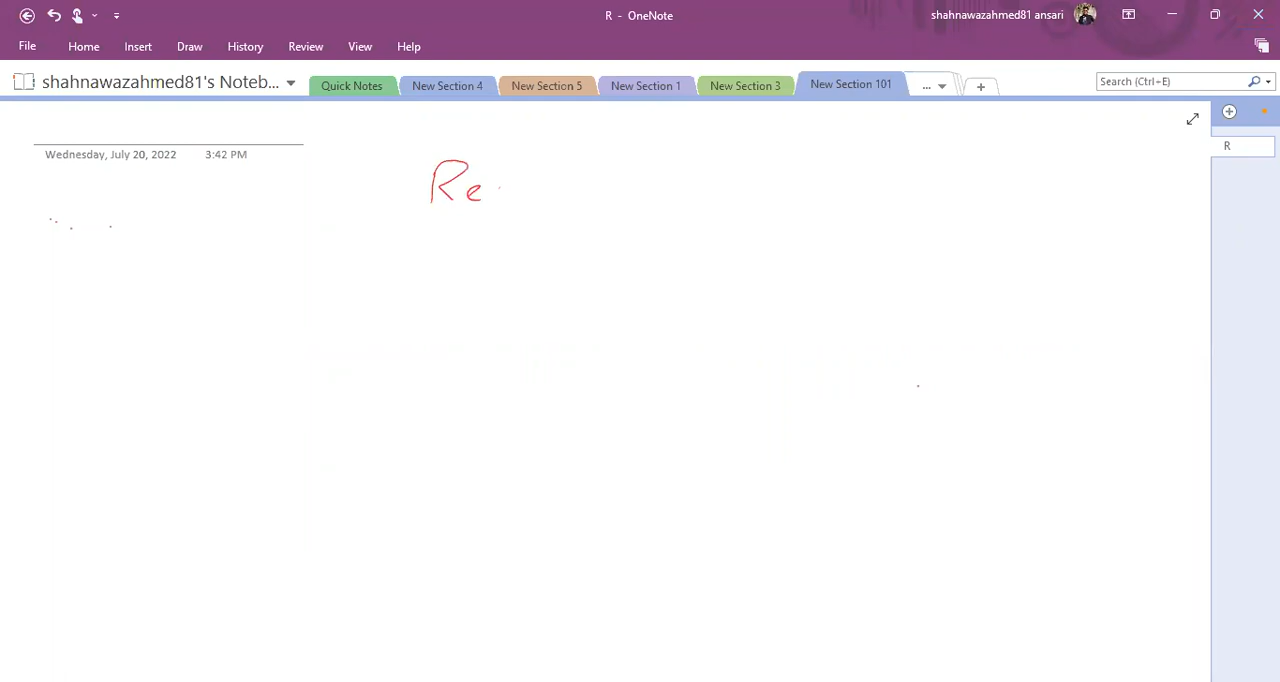 R - OneNote
shahnawazahmed81 ansari
File Home Insert Draw History Review View Help
shahnawazahmed81's Noteb... Quick Notes New Section 4 New Section 5 New Section 1 New Section 3 New Section 101 ... + Search (Ctrl+E)
Wednesday, July 20, 2022 3:42 PM
R
Re